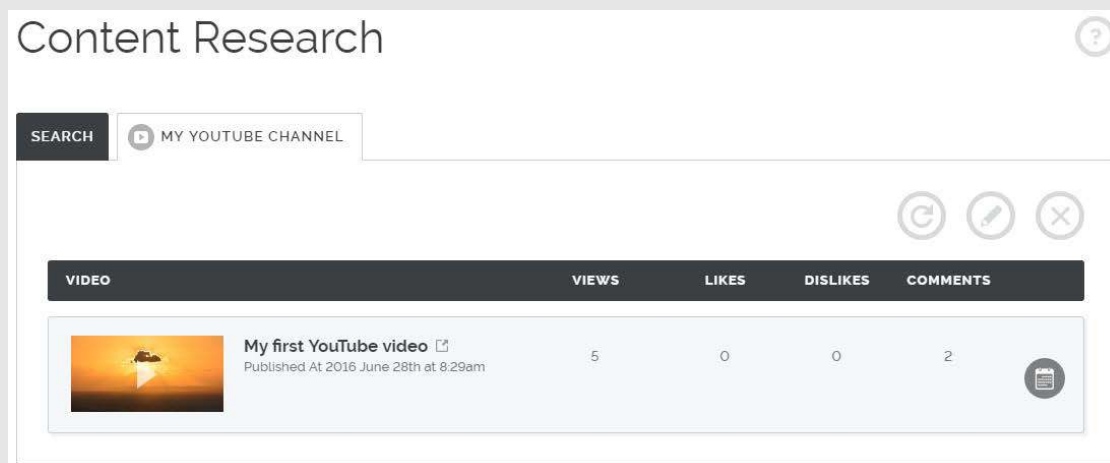 Content Research
?
SEARCH
MY YOUTUBE CHANNEL
VIDEO VIEWS LIKES DISLIKES COMMENTS
My first YouTube video 5 0 0 2
Published At 2016 June 28th at 8:29am